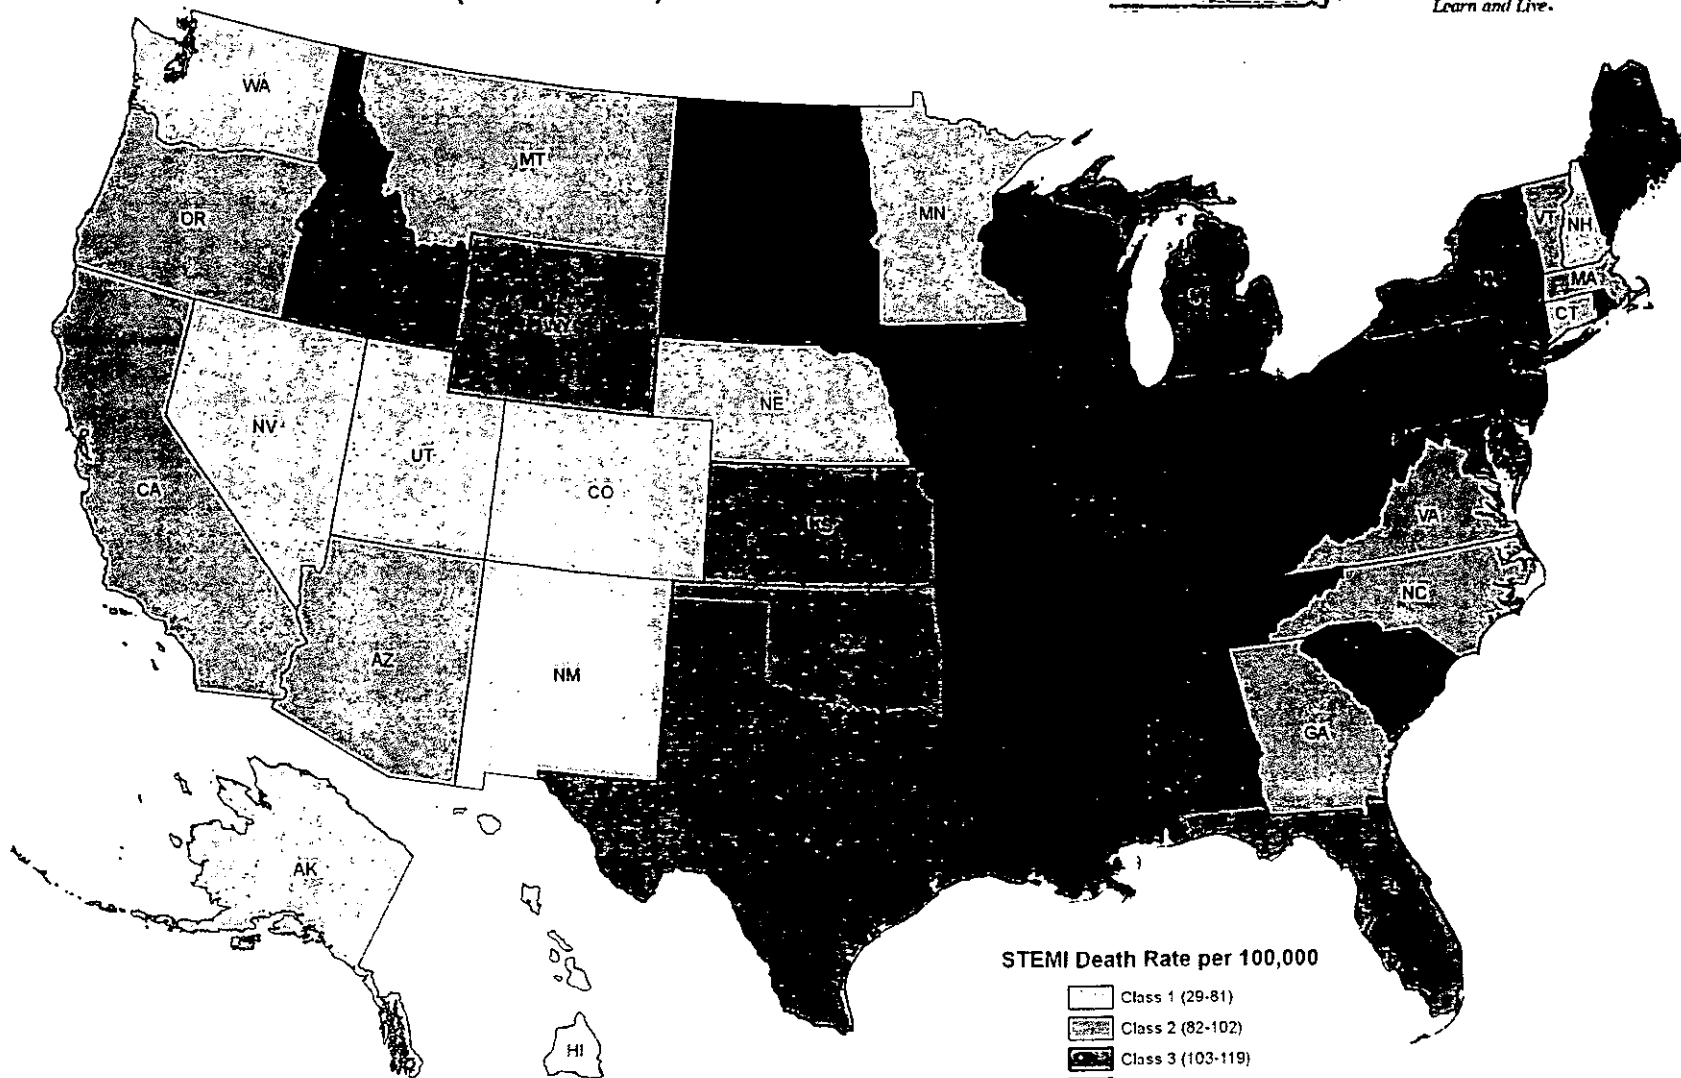 Learn and Live.
WA
MT
MN
OR
VT
NH
MA
CT
NE
NV
UT
CO
CA
VA
NC
AZ
NM
GA
AK
HI
STEMI Death Rate per 100,000
Class 1 (29-81)
Class 2 (82-102)
Class 3 (103-119)